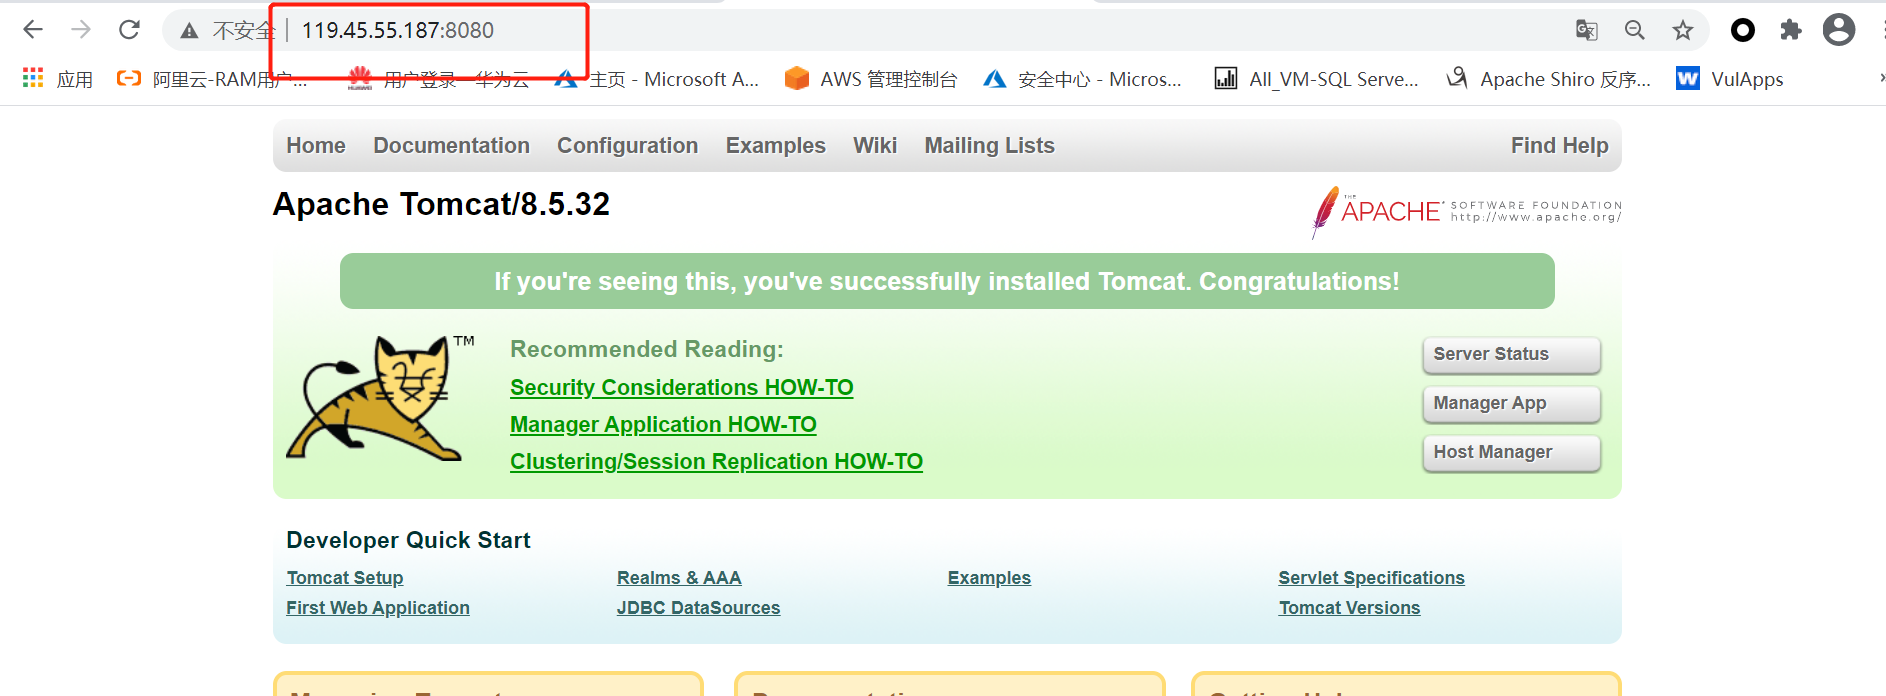 不安全 119.45.55.187:8080
应用 阿里云-RAM用户... 用户登录—华为云 主页 - Microsoft A... AWS 管理控制台 安全中心 - Micros... All_VM-SQL Serve... Apache Shiro 反序... VulApps
Home Documentation Configuration Examples Wiki Mailing Lists Find Help
Apache Tomcat/8.5.32
THE APACHE SOFTWARE FOUNDATION
http://www.apache.org/
If you're seeing this, you've successfully installed Tomcat. Congratulations!
TM
Recommended Reading:
Security Considerations HOW-TO
Manager Application HOW-TO
Clustering/Session Replication HOW-TO
Server Status
Manager App
Host Manager
Developer Quick Start
Tomcat Setup Realms & AAA Examples Servlet Specifications
First Web Application JDBC DataSources Tomcat Versions